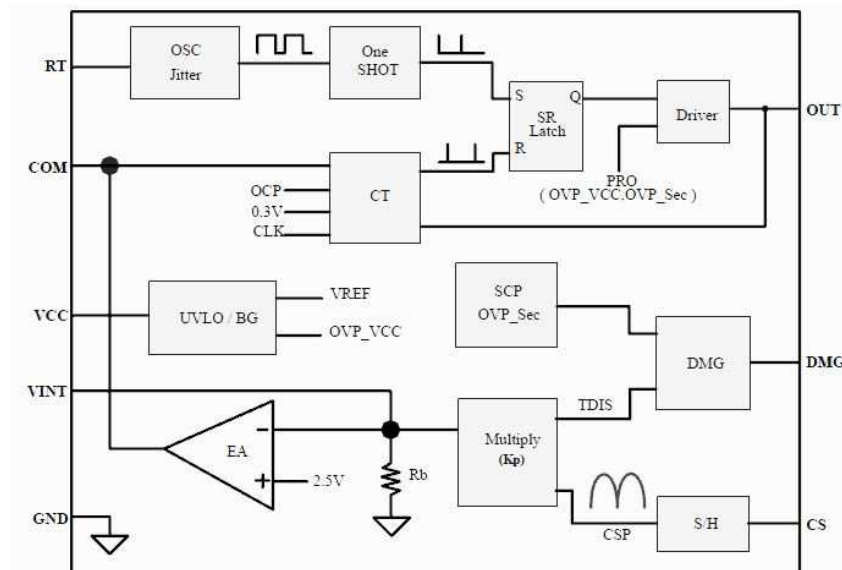 OSC
Jitter
One
SHOT
RT
S
Q
SR
Latch
R
Driver
OUT
COM
OCP
0.3V
CLK
CT
PRO
( OVP_VCC.OVP_Sec )
VCC
UVLO / BG
VREF
OVP_VCC
SCP
OVP_Sec
DMG
DMG
VINT
EA
2.5V
Rb
Multiply
(Kp)
TDIS
CSP
S/H
CS
GND